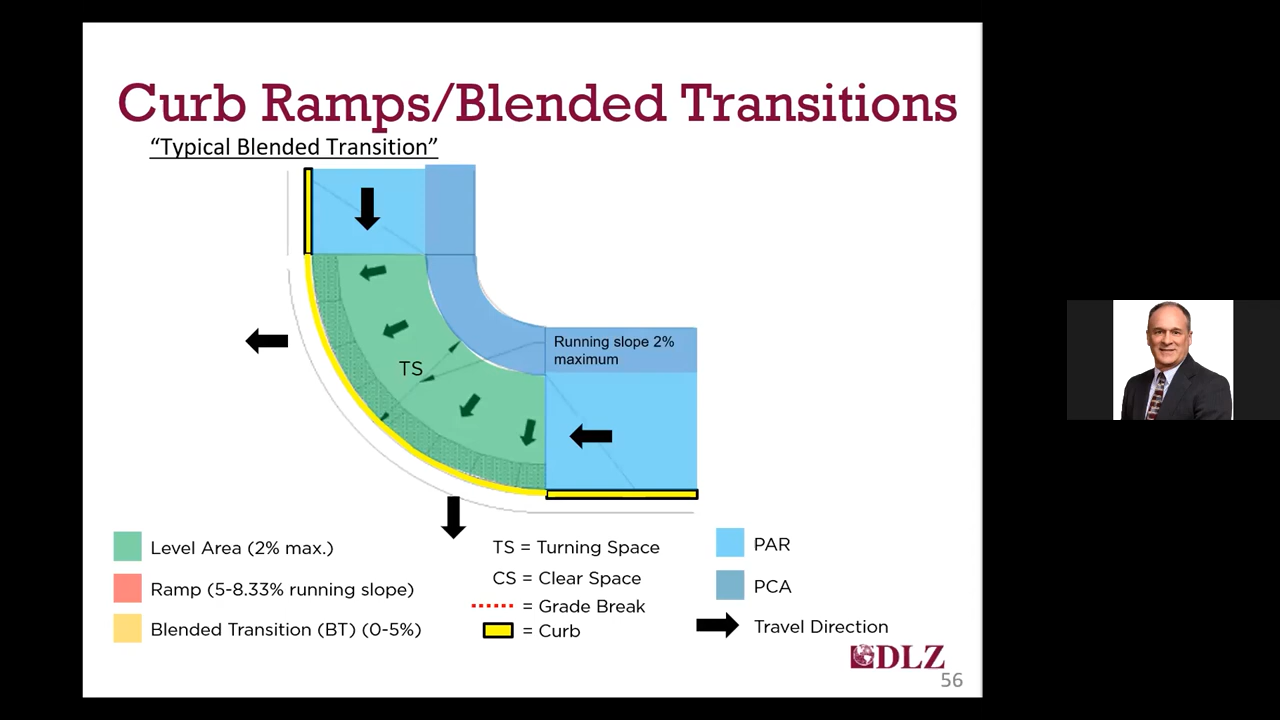 Curb Ramps/Blended Transitions
“Typical Blended Transition”
Running slope 2%
maximum
TS
Level Area (2% max.)
Ramp (5-8.33% running slope)
Blended Transition (BT) (0-5%)
TS = Turning Space
CS = Clear Space
= Grade Break
= Curb
PAR
PCA
Travel Direction
DLZ
56